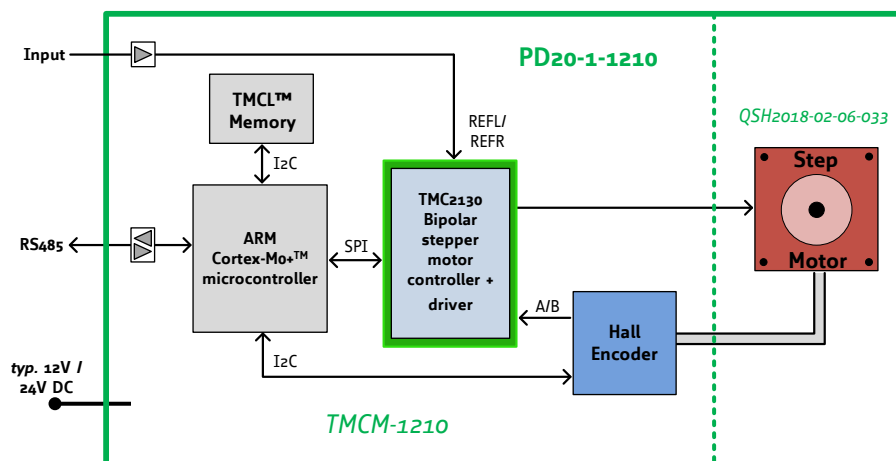 Input
PD20-1-1210
TMCL™
Memory
REFL/
REFR
QSH2018-02-06-033
I2C
Step
Motor
TMC2130
Bipolar
stepper
motor
controller +
driver
RS485
ARM
Cortex-M0+™
microcontroller
SPI
A/B
Hall
Encoder
I2C
typ. 12V /
24V DC
TMCM-1210